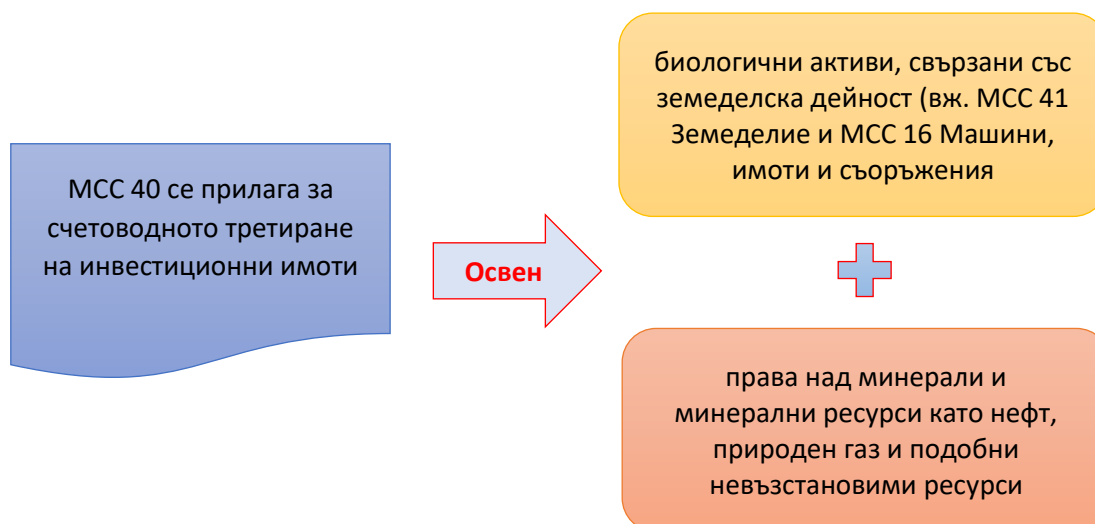 МСС 40 се прилага за
счетоводното третиране
на инвестиционни имоти
Освен
биологични активи, свързани със
земеделска дейност (вж. МСС 41
Земеделие и МСС 16 Машини,
имоти и съоръжения
права над минерали и
минерални ресурси като нефт,
природен газ и подобни
невъзстановими ресурси